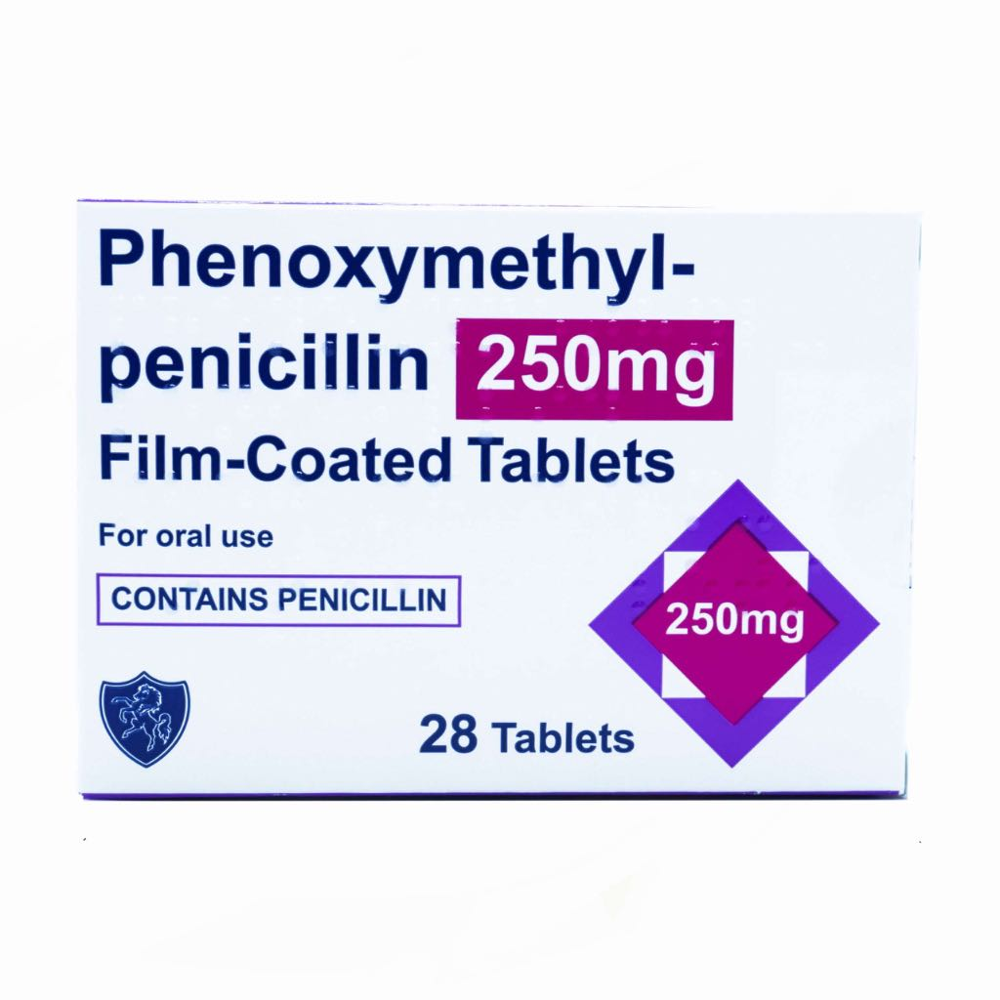 Phenoxymethyl-
penicillin 250mg
Film-Coated Tablets
For oral use
CONTAINS PENICILLIN
250mg
28 Tablets